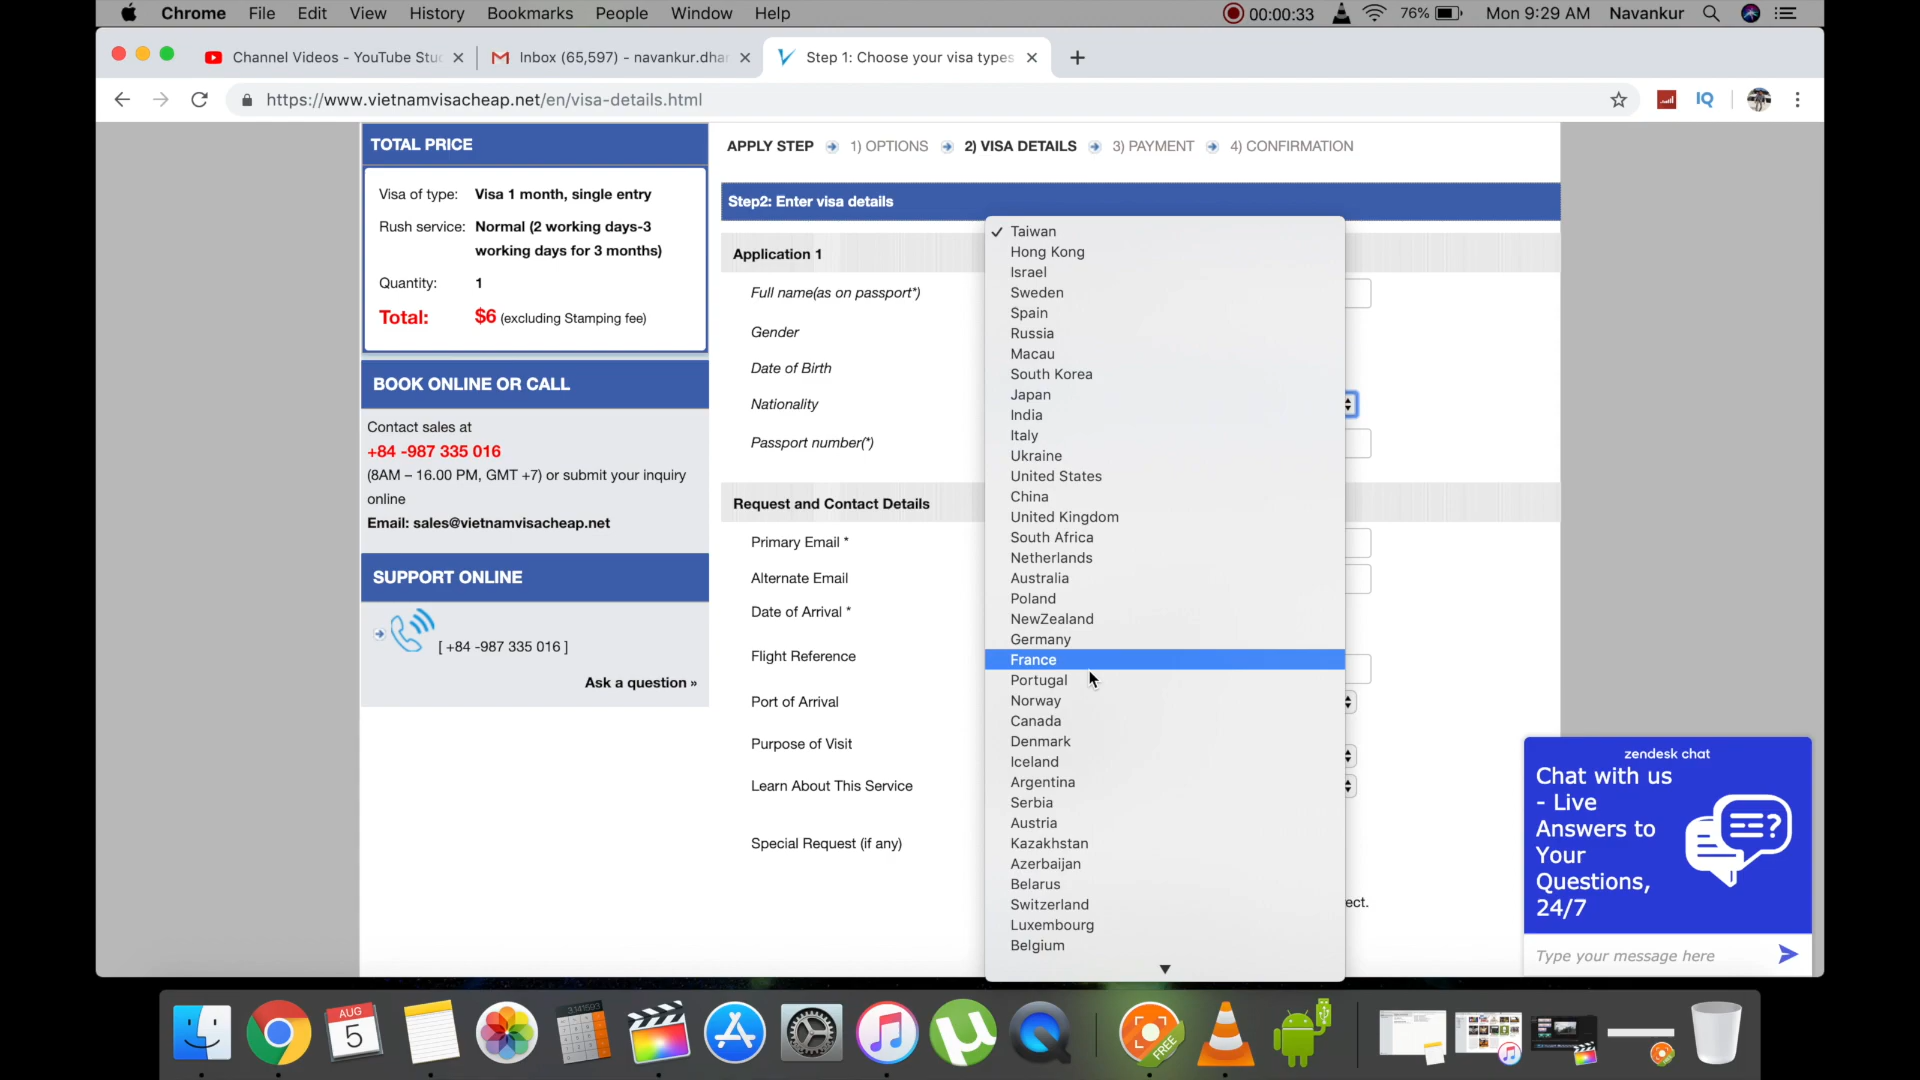 Chrome File Edit View History Bookmarks People Window Help 00:00:33 76% Mon 9:29 AM Navankur
Channel Videos - YouTube Stu
Inbox (65,597) - navankur.dha
Step 1: Choose your visa types
https://www.vietnamvisacheap.net/en/visa-details.html
IQ
TOTAL PRICE
Visa of type: Visa 1 month, single entry
Rush service: Normal (2 working days-3
working days for 3 months)
Quantity: 1
Total: $6 (excluding Stamping fee)
BOOK ONLINE OR CALL
Contact sales at
+84 -987 335 016
(8AM – 16.00 PM, GMT +7) or submit your inquiry
online
Email: sales@vietnamvisacheap.net
SUPPORT ONLINE
[ +84 -987 335 016 ]
Ask a question »
APPLY STEP 1) OPTIONS 2) VISA DETAILS 3) PAYMENT 4) CONFIRMATION
Step2: Enter visa details
Application 1
Full name(as on passport*)
Gender
Date of Birth
Nationality
Passport number(*)
Request and Contact Details
Primary Email *
Alternate Email
Date of Arrival *
Flight Reference
Port of Arrival
Purpose of Visit
Learn About This Service
Special Request (if any)
Taiwan
Hong Kong
Israel
Sweden
Spain
Russia
Macau
South Korea
Japan
India
Italy
Ukraine
United States
China
United Kingdom
South Africa
Netherlands
Australia
Poland
NewZealand
Germany
France
Portugal
Norway
Canada
Denmark
Iceland
Argentina
Serbia
Austria
Kazakhstan
Azerbaijan
Belarus
Switzerland
Luxembourg
Belgium
ect.
zendesk chat
Chat with us
- Live
Answers to
Your
Questions,
24/7
Type your message here
AUG
5
FREE